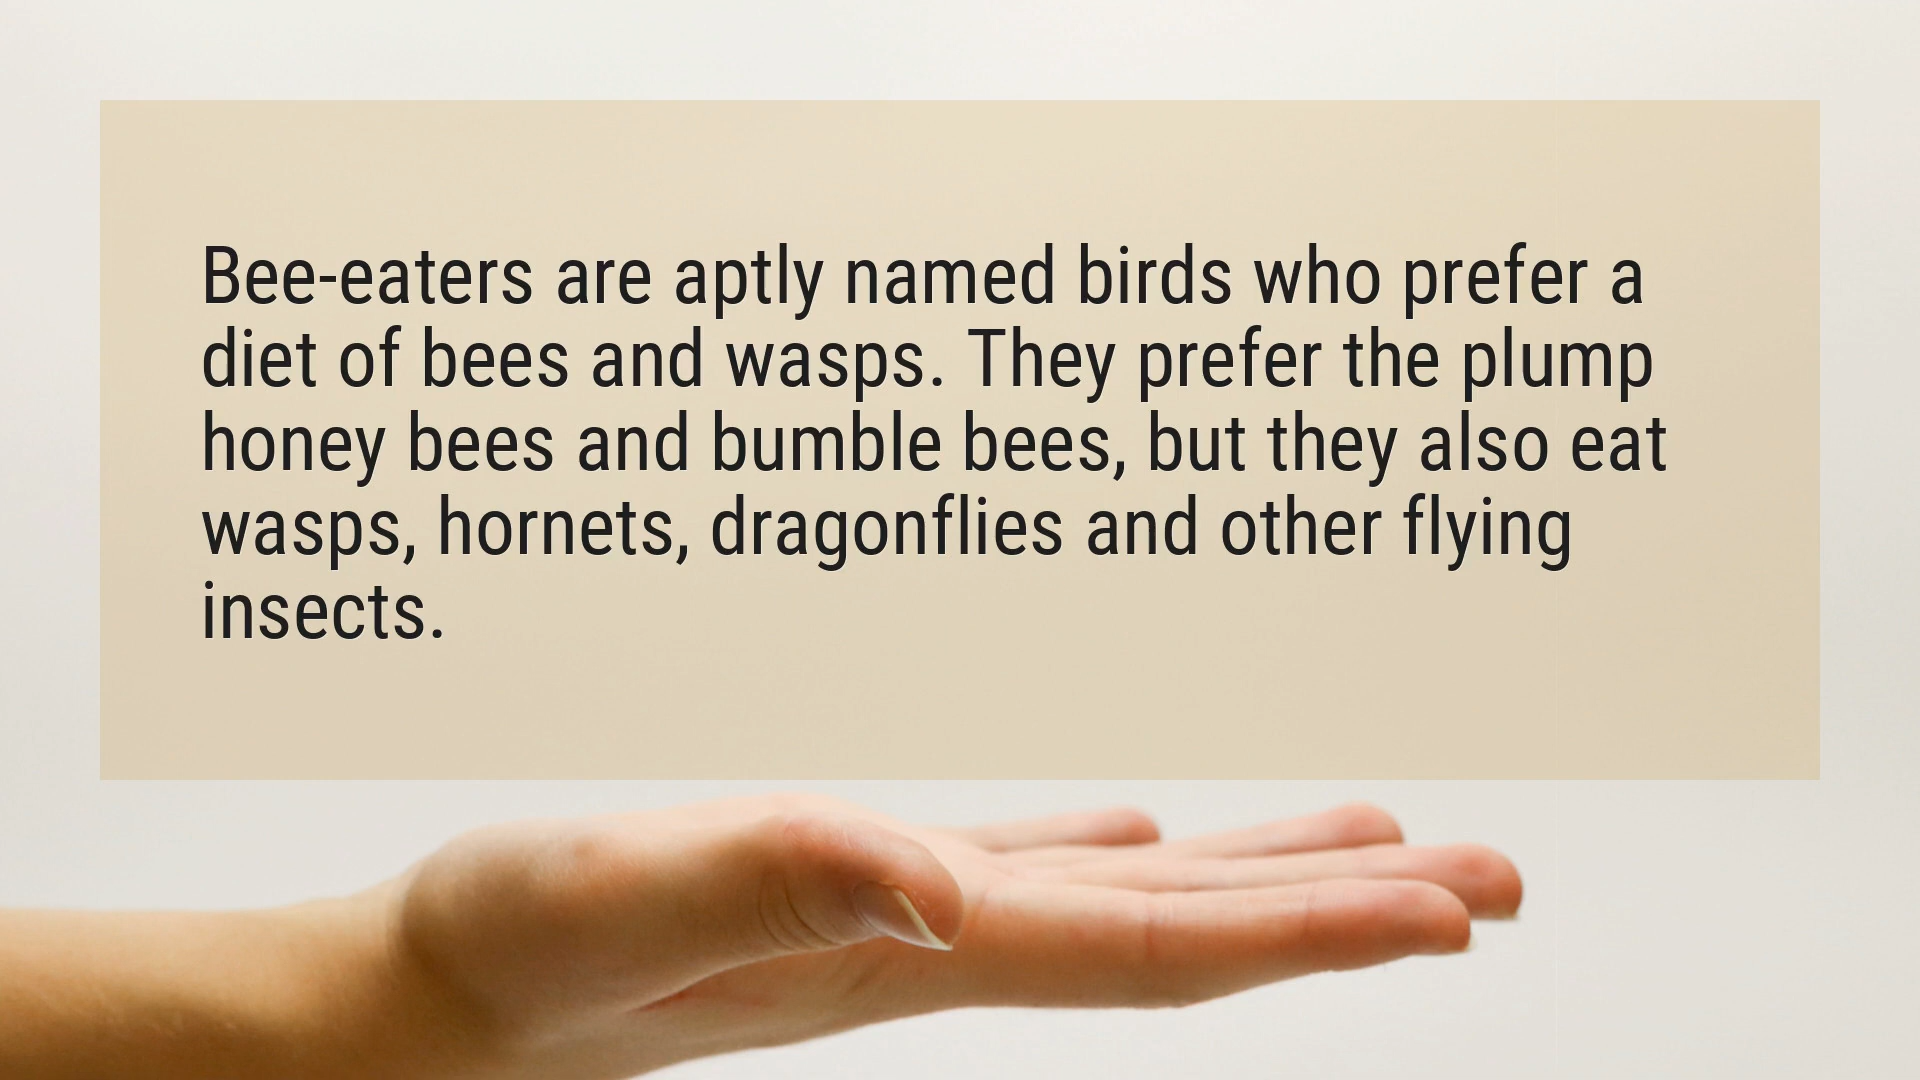 Bee-eaters are aptly named birds who prefer a
diet of bees and wasps. They prefer the plump
honey bees and bumble bees, but they also eat
wasps, hornets, dragonflies and other flying
insects.